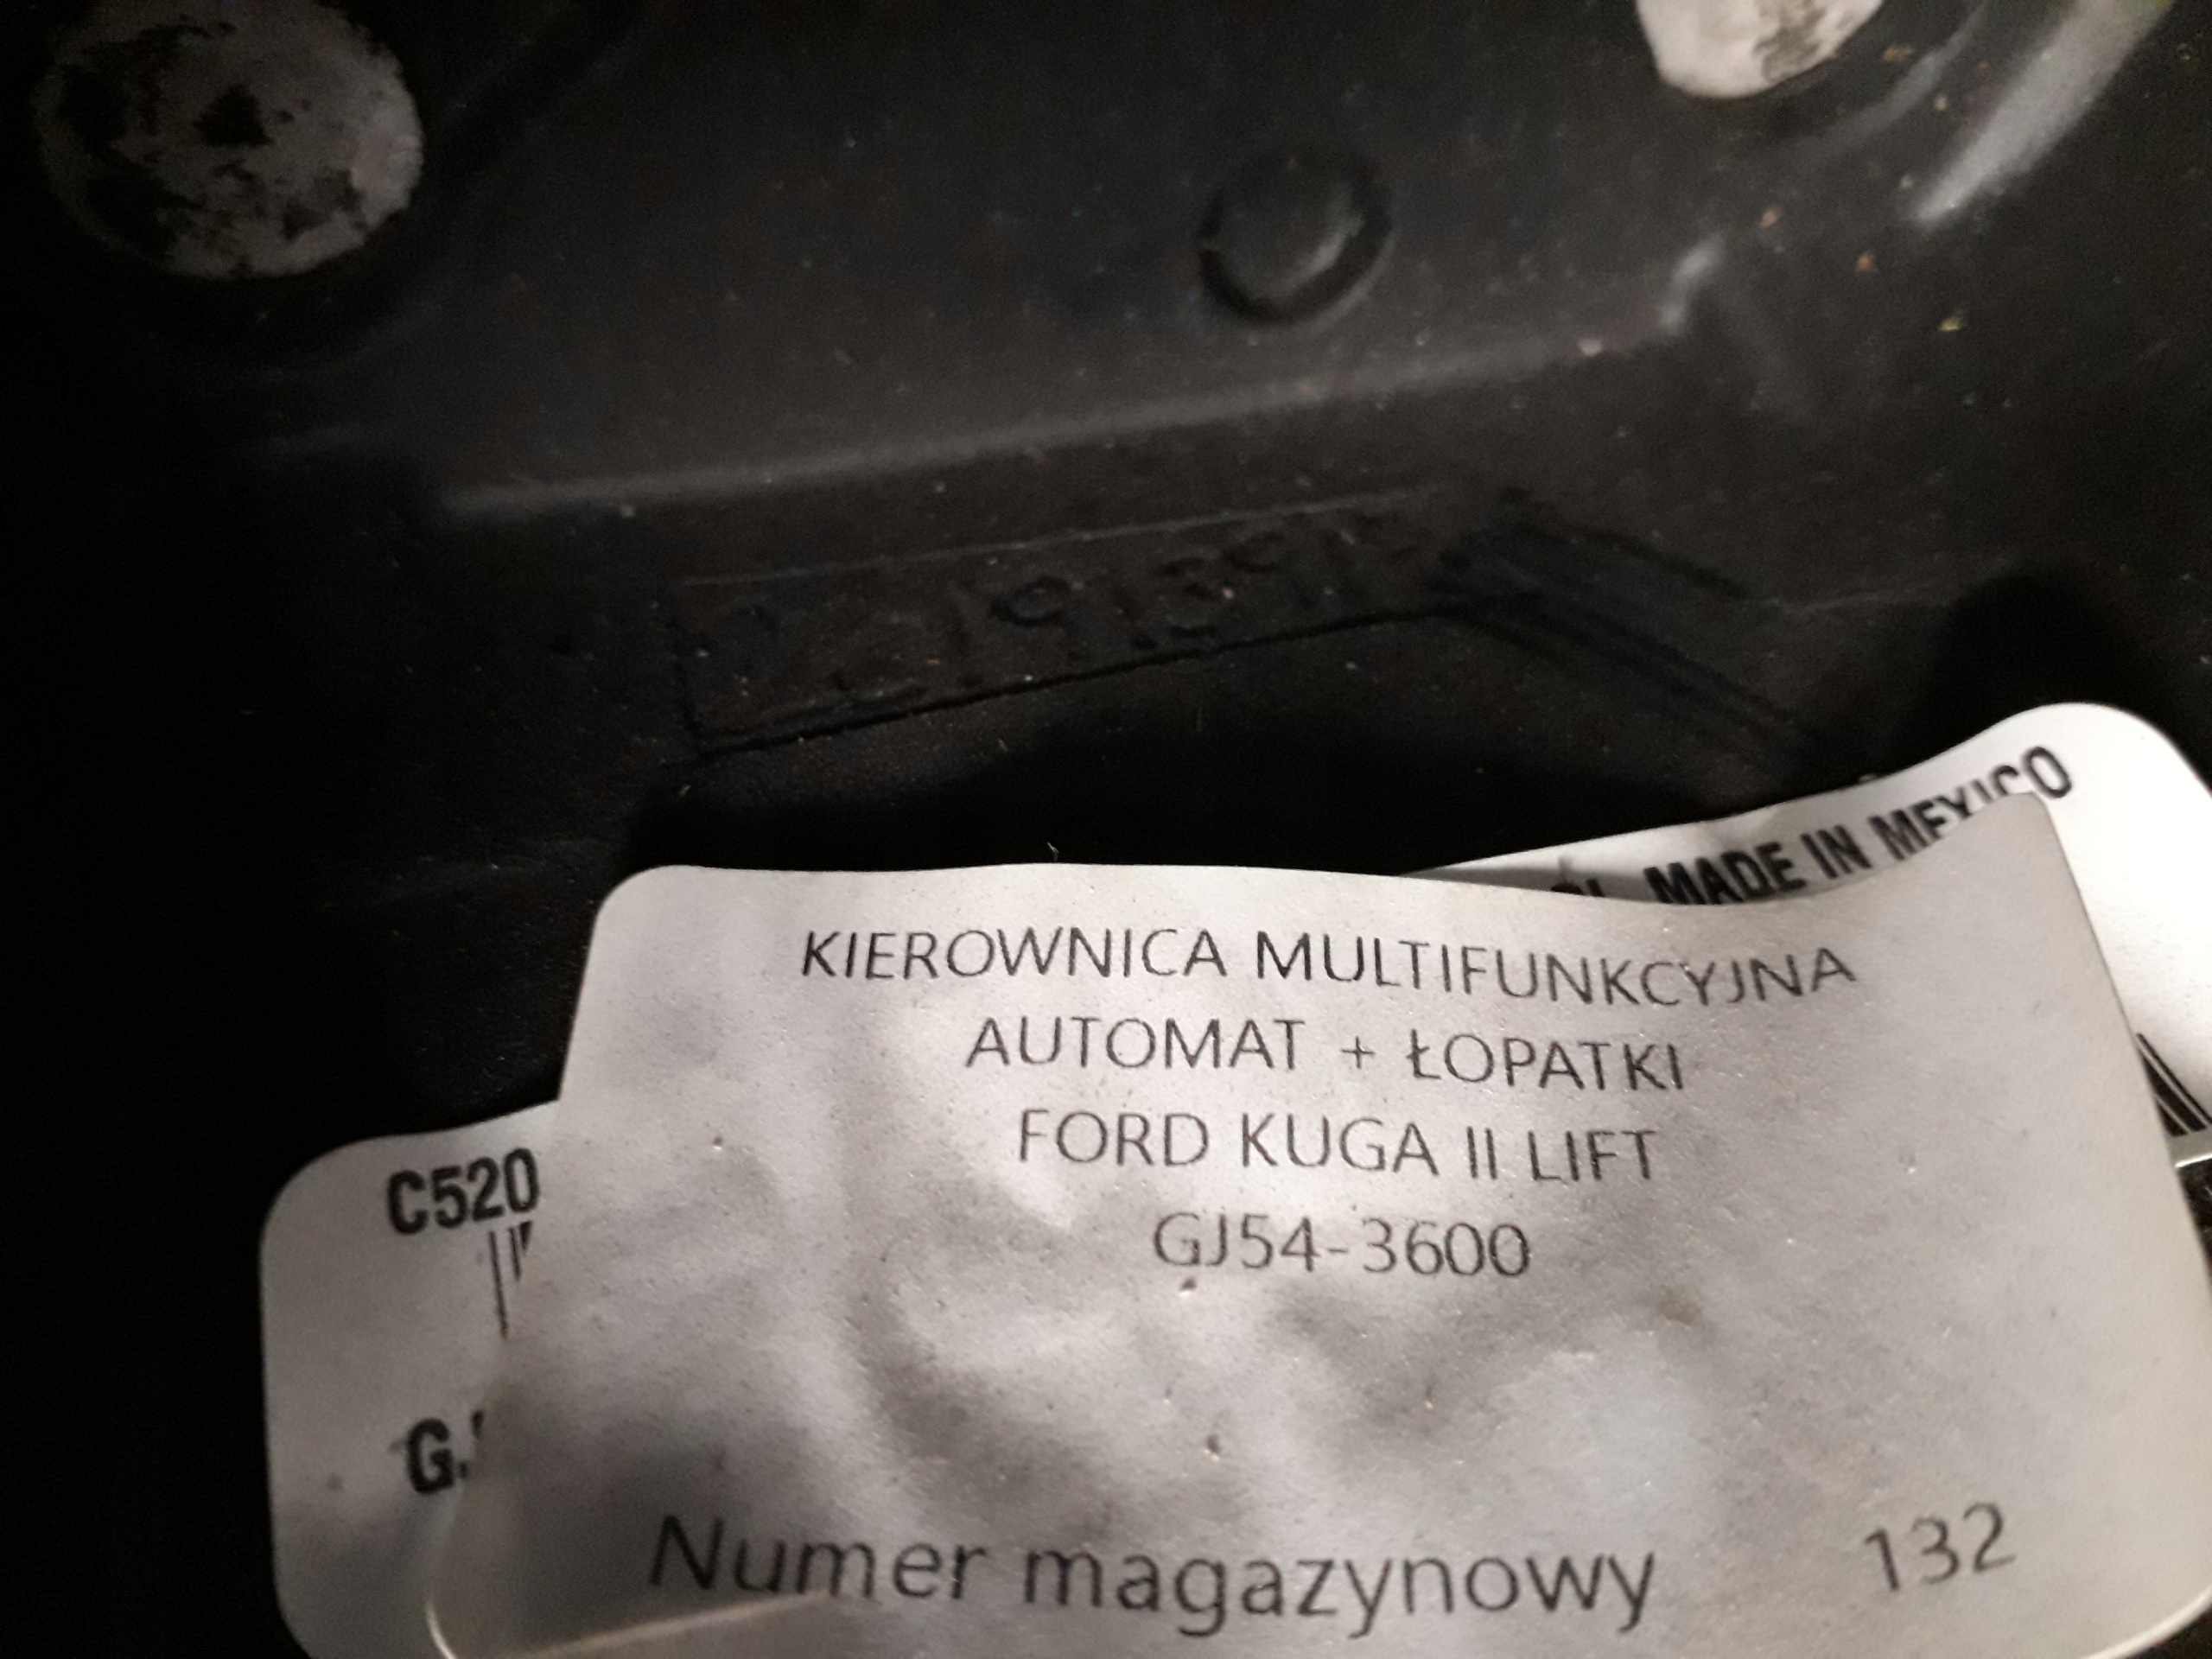 MADE IN MEXICO
KIEROWNICA MULTIFUNKCYJNA
AUTOMAT + ŁOPATKI
FORD KUGA II LIFT
C520
GJ54-3600
Numer magazynowy 132